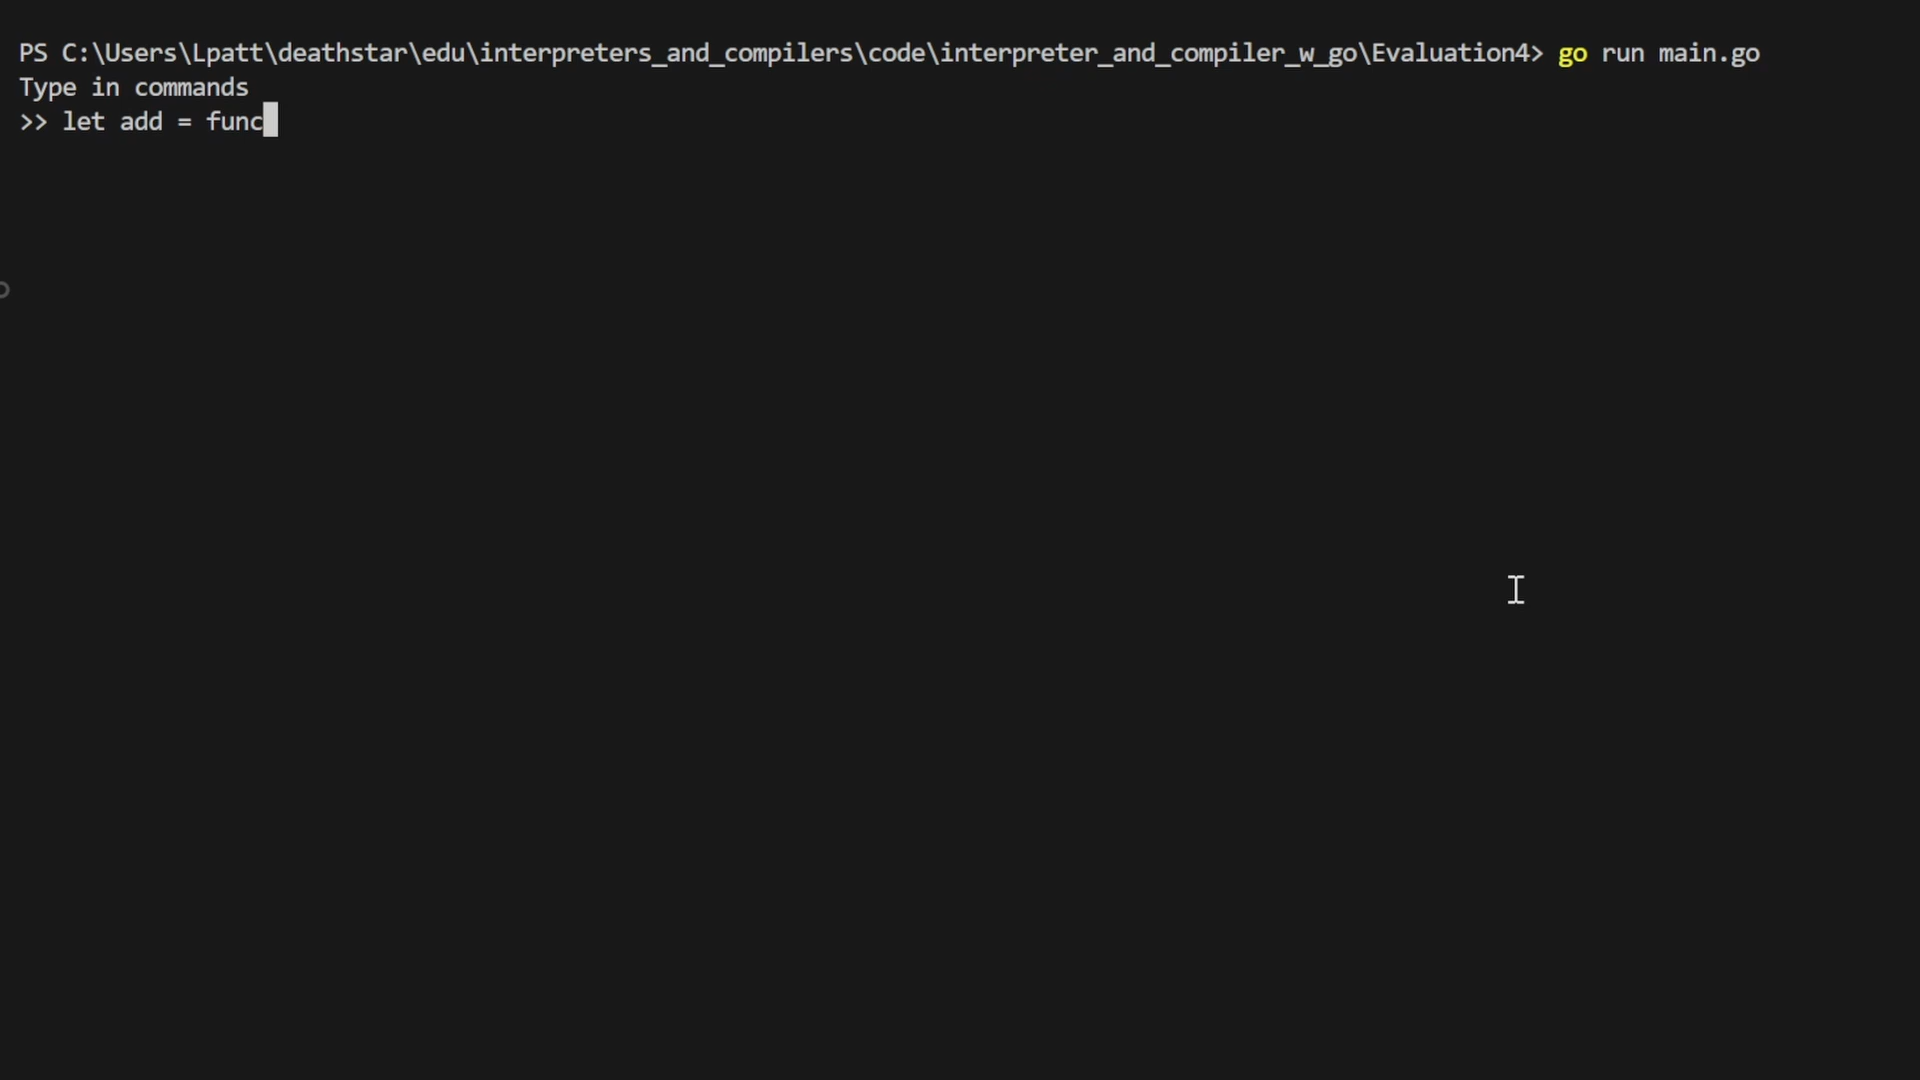 PS C:\Users\Lpatt\deathstar\edu\interpreters_and_compilers\code\interpreter_and_compiler_w_go\Evaluation4> go run main.go
Type in commands
>> let add = func